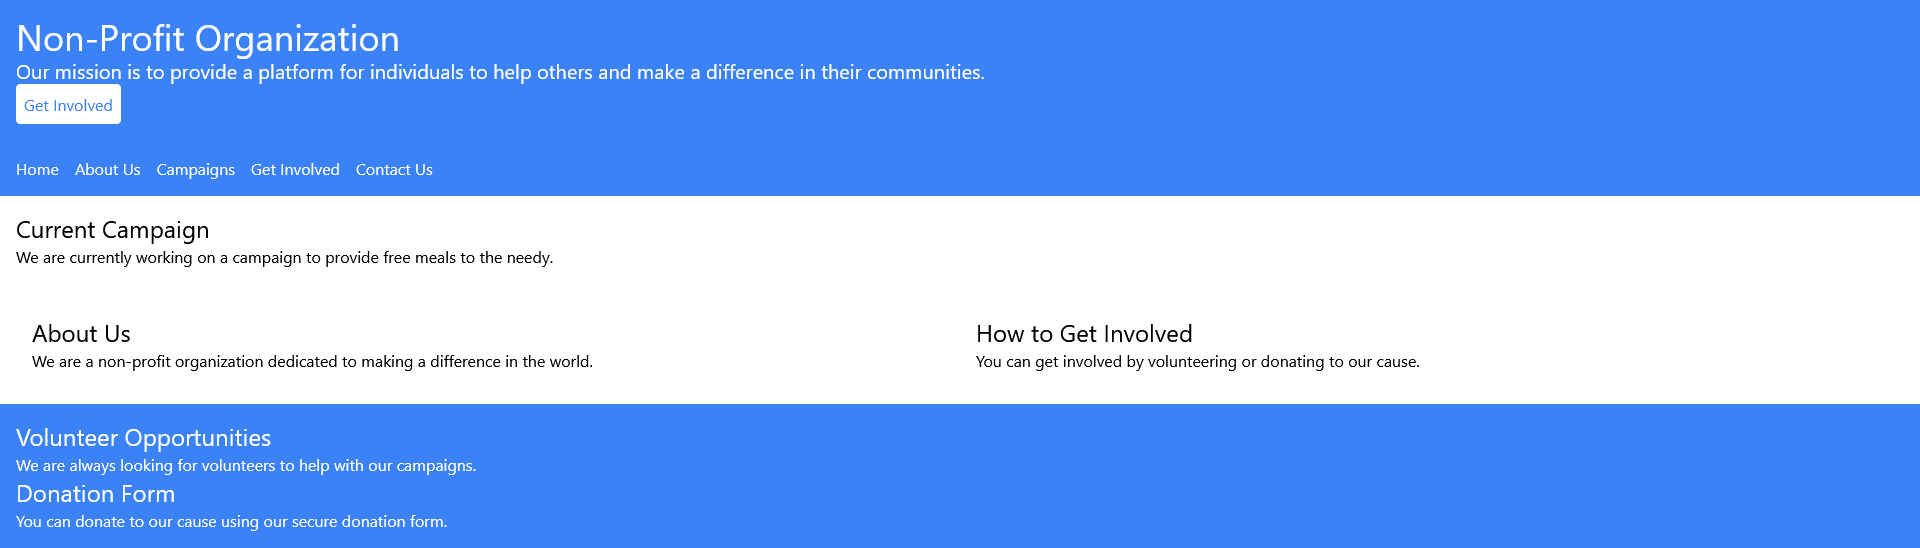 Non-Profit Organization
Our mission is to provide a platform for individuals to help others and make a difference in their communities.
Get Involved
Home About Us Campaigns Get Involved Contact Us
Current Campaign
We are currently working on a campaign to provide free meals to the needy.
About Us
We are a non-profit organization dedicated to making a difference in the world.
How to Get Involved
You can get involved by volunteering or donating to our cause.
Volunteer Opportunities
We are always looking for volunteers to help with our campaigns.
Donation Form
You can donate to our cause using our secure donation form.